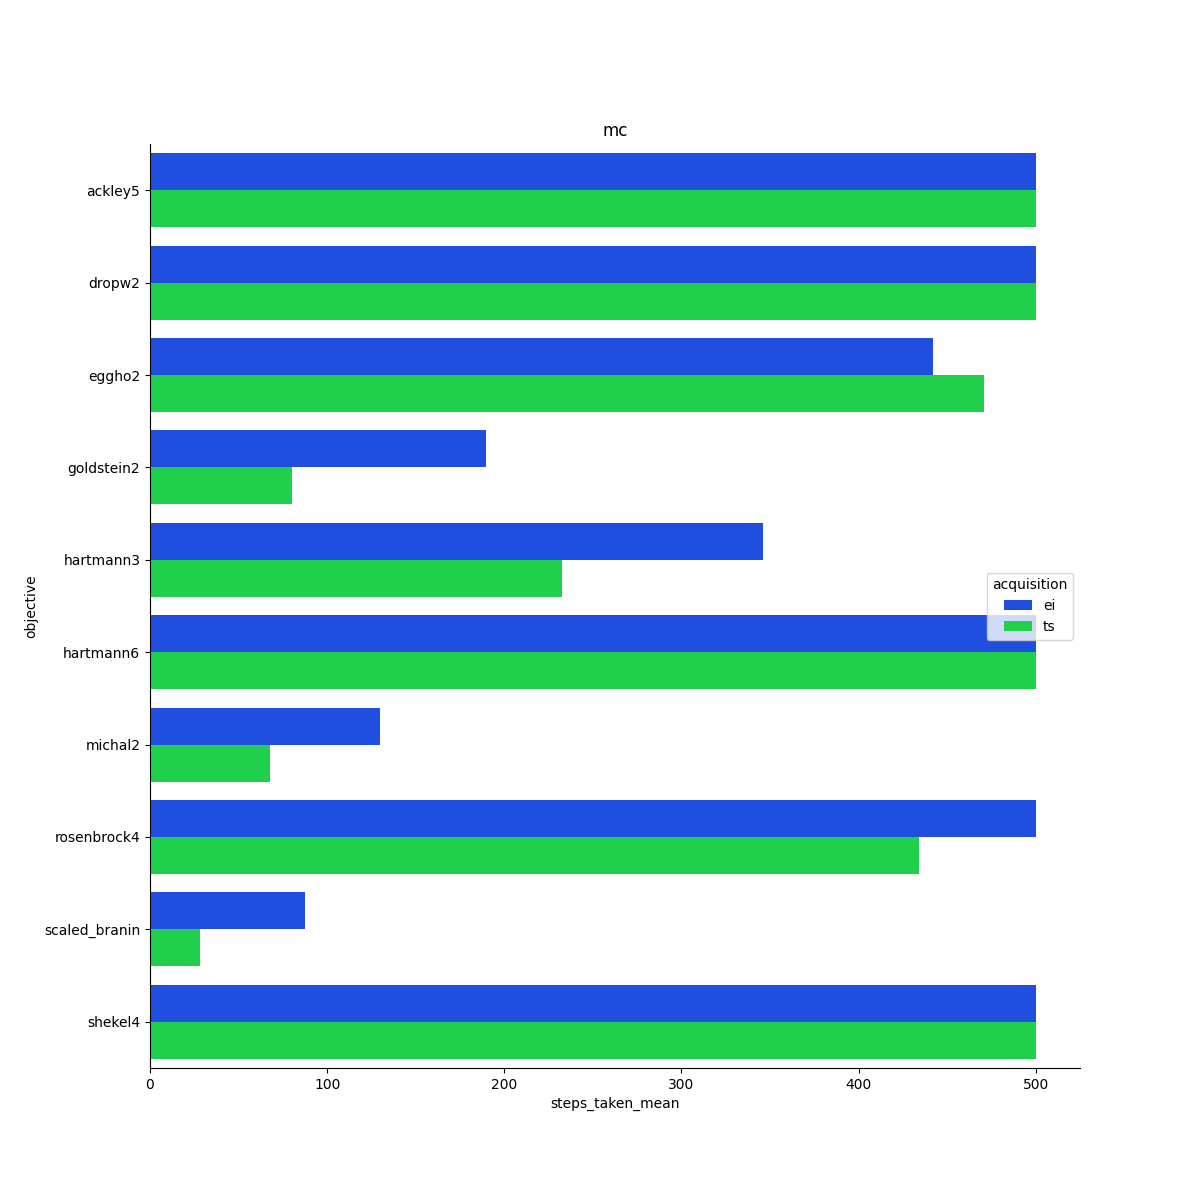 mc
ackley5
dropw2
eggho2
goldstein2
hartmann3
hartmann6
michal2
rosenbrock4
scaled_branin
shekel4
objective
acquisition
ei
ts
0 100 200 300 400 500
steps_taken_mean